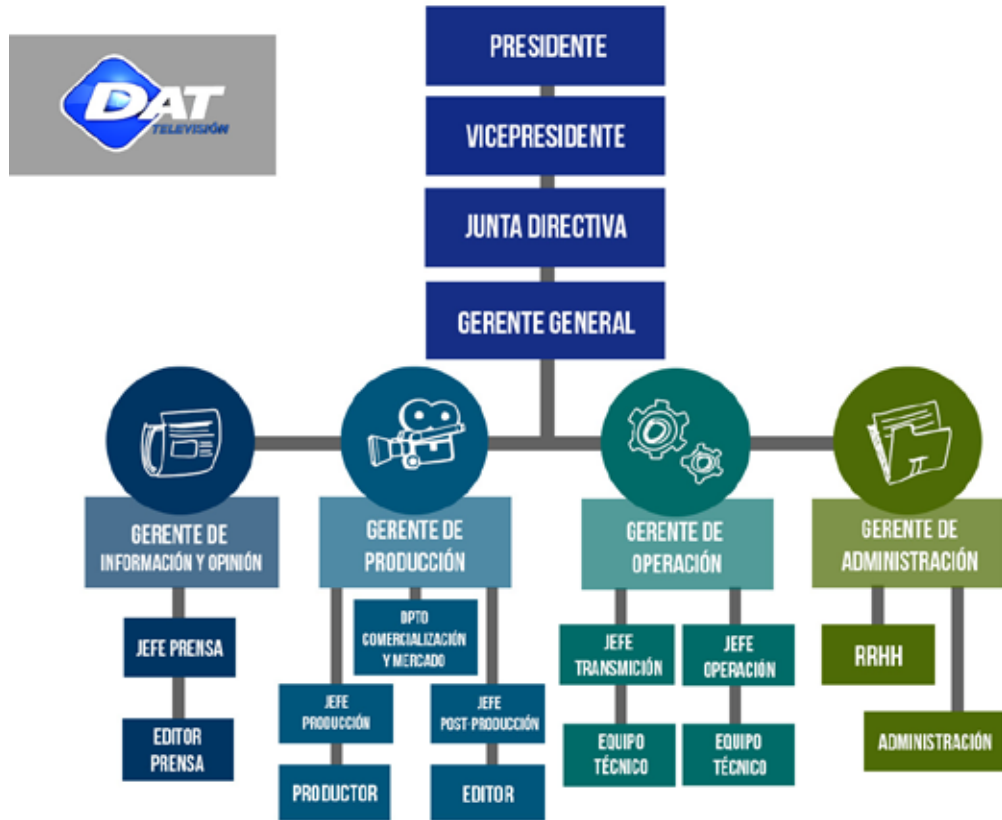 DAT
TELEVISIÓN
PRESIDENTE
VICEPRESIDENTE
JUNTA DIRECTIVA
GERENTE GENERAL
GERENTE DE
INFORMACIÓN Y OPINIÓN
JEFE PRENSA
EDITOR
PRENSA
GERENTE DE
PRODUCCIÓN
DPTO
COMERCIALIZACIÓN
Y MERCADO
JEFE
PRODUCCIÓN
PRODUCTOR
JEFE
POST-PRODUCCIÓN
EDITOR
GERENTE DE
OPERACIÓN
JEFE
TRANSMICIÓN
EQUIPO
TÉCNICO
JEFE
OPERACIÓN
EQUIPO
TÉCNICO
GERENTE DE
ADMINISTRACIÓN
RRHH
ADMINISTRACIÓN